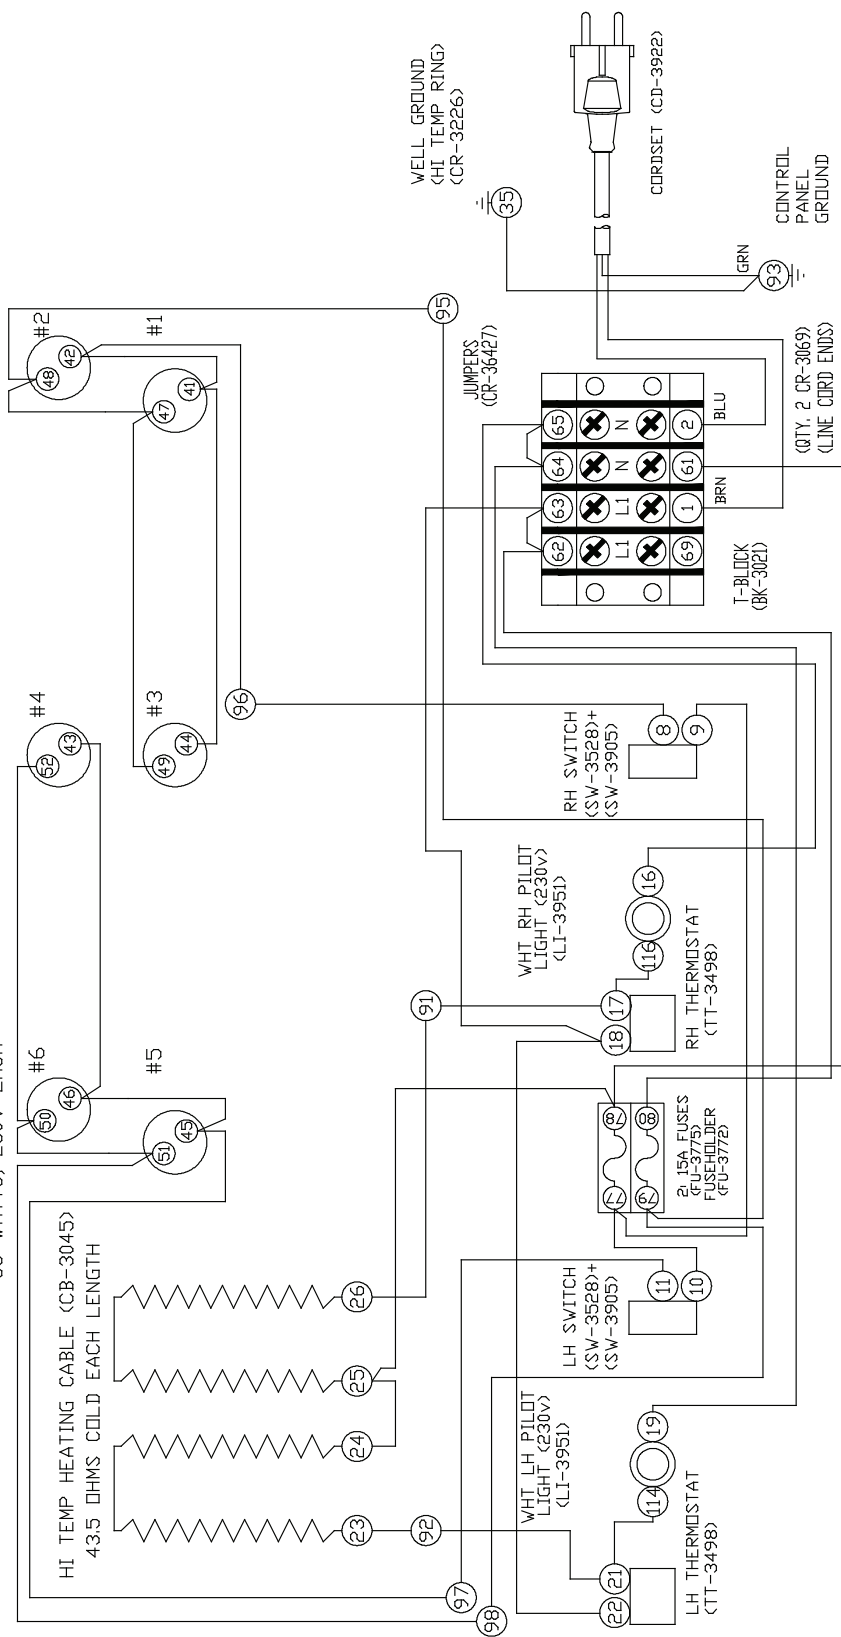 WELL GROUND
(HI TEMP RING)
(CR-3226)
35
CORDSET (CD-3922)
CONTROL
PANEL
GROUND
GRN
93
#2
#1
48
42
47
41
95
JUMPERS
(CR-36427)
65
N
2
BLU
64
N
61
63
L1
1
BRN
62
L1
69
(QTY. 2 CR-3069)
(LINE CORD ENDS)
T-BLOCK
(BK-3021)
#4
#3
52
43
49
44
96
RH SWITCH
(SW-3528)+
(SW-3905)
8
9
WHT RH PILOT
LIGHT (230v)
(LI-3951)
16
116
17
18
RH THERMOSTAT
(TT-3498)
91
#6
#5
50
46
51
45
78
80
77
79
2: 15A FUSES
(FU-3775)
FUSEHOLDER
(FU-3772)
HI TEMP HEATING CABLE (CB-3045)
43.5 OHMS COLD EACH LENGTH
26
25
24
23
92
LH SWITCH
(SW-3528)+
(SW-3905)
11
10
WHT LH PILOT
LIGHT (230v)
(LI-3951)
19
114
21
22
LH THERMOSTAT
(TT-3498)
97
98